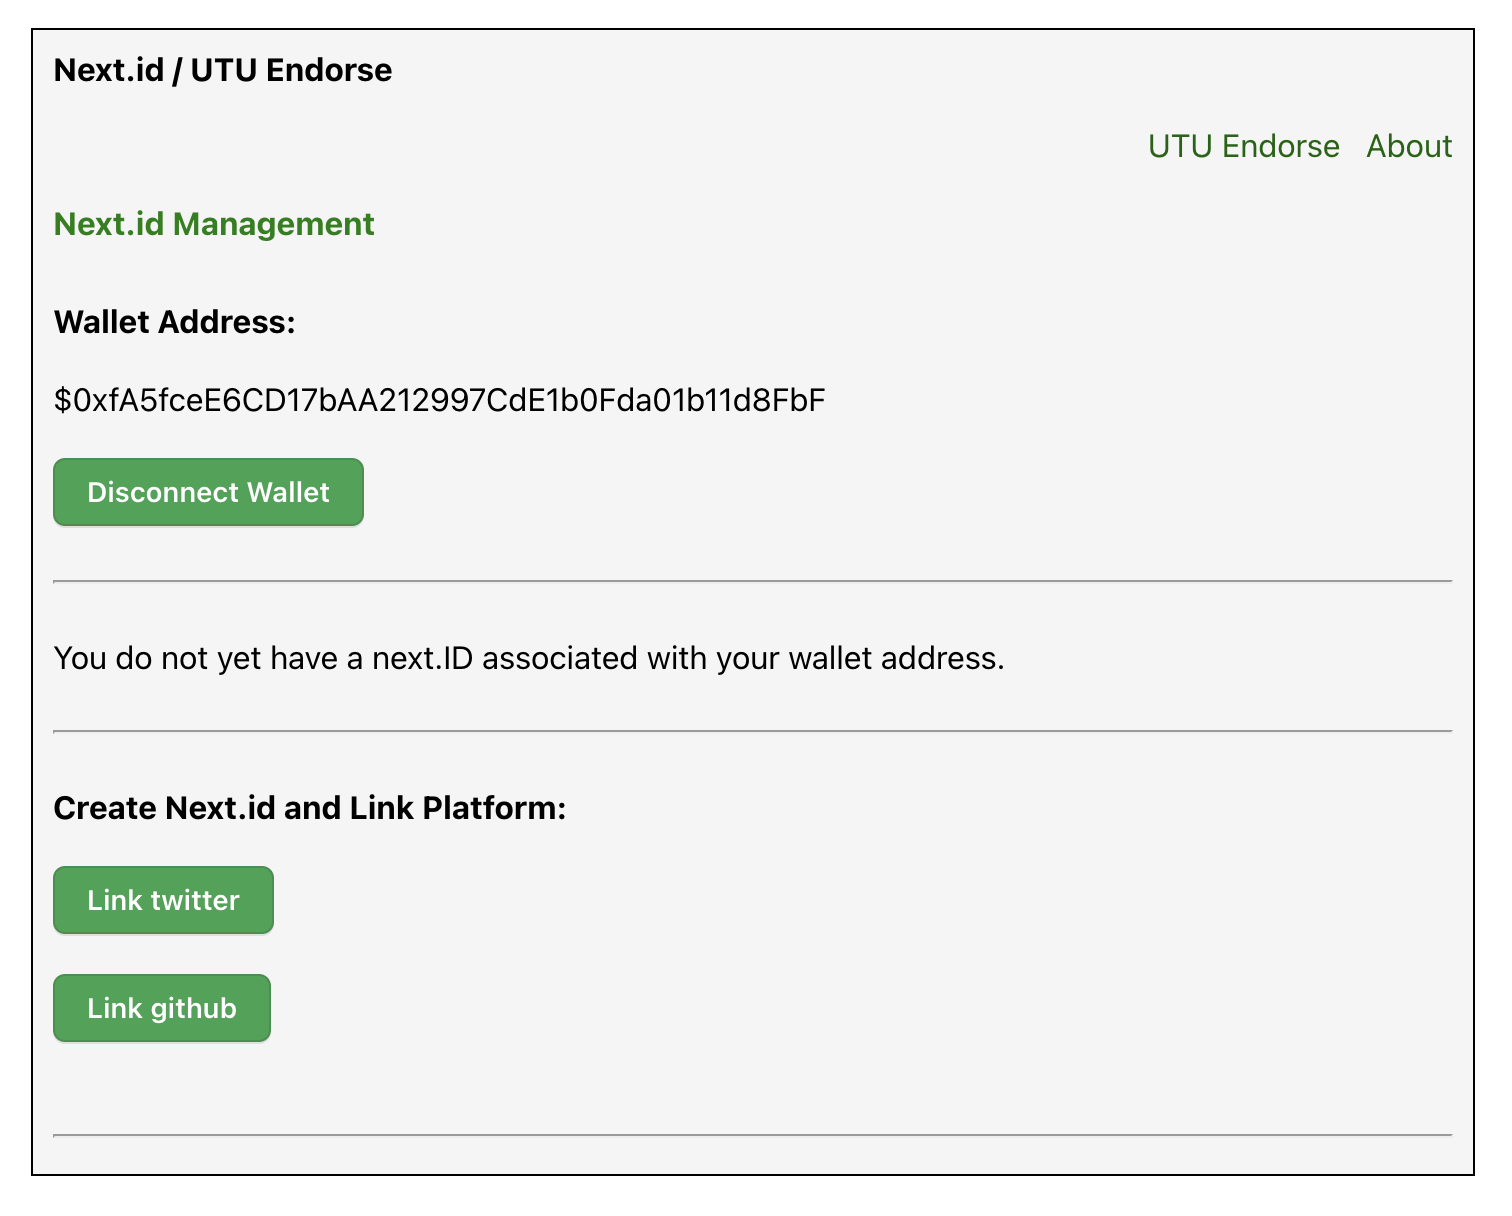 Next.id / UTU Endorse
UTU Endorse About
Next.id Management
Wallet Address:
$0xfA5fceE6CD17bAA212997CdE1b0Fda01b11d8FbF
Disconnect Wallet
You do not yet have a next.ID associated with your wallet address.
Create Next.id and Link Platform:
Link twitter
Link github